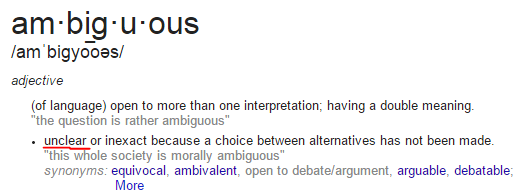 am·big·u·ous
/amˈbigyo͞oəs/
adjective
(of language) open to more than one interpretation; having a double meaning.
"the question is rather ambiguous"
• unclear or inexact because a choice between alternatives has not been made.
"this whole society is morally ambiguous"
synonyms: equivocal, ambivalent, open to debate/argument, arguable, debatable;
More